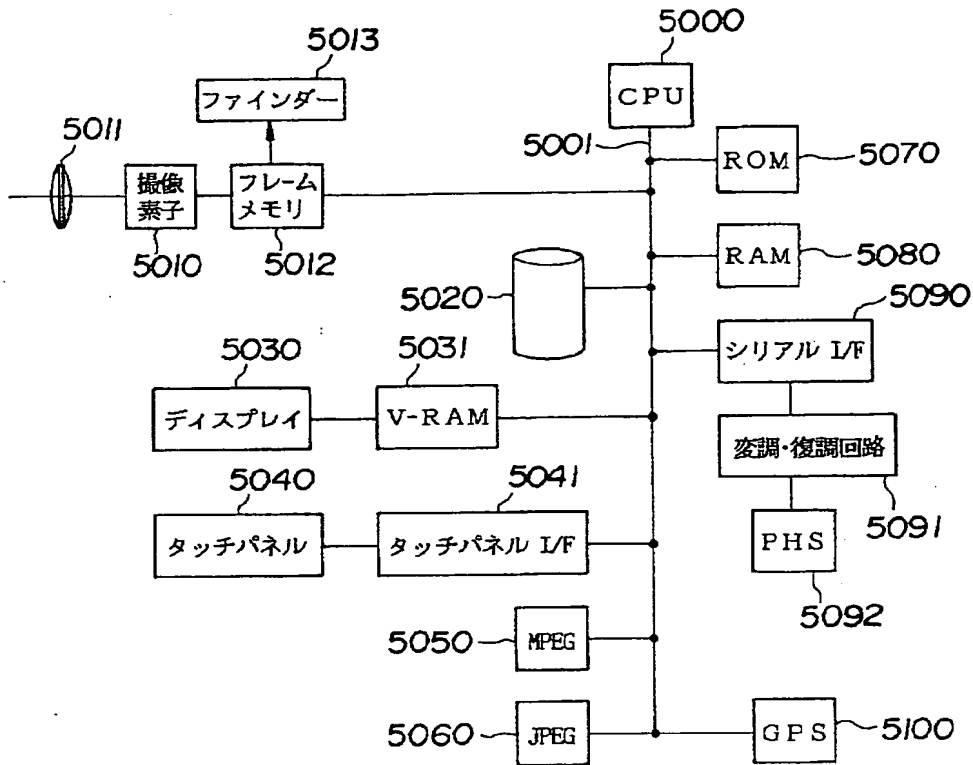 5000
5013
CPU
ファインダー
5011
5001
ROM
5070
撮像
素子
フレーム
メモリ
5010
5012
RAM
5080
5020
5090
シリアル I/F
5030
5031
ディスプレイ
V-RAM
変調・復調回路
5040
5041
5091
タッチパネル
タッチパネル I/F
PHS
5092
5050
MPEG
5060
JPEG
GPS
5100